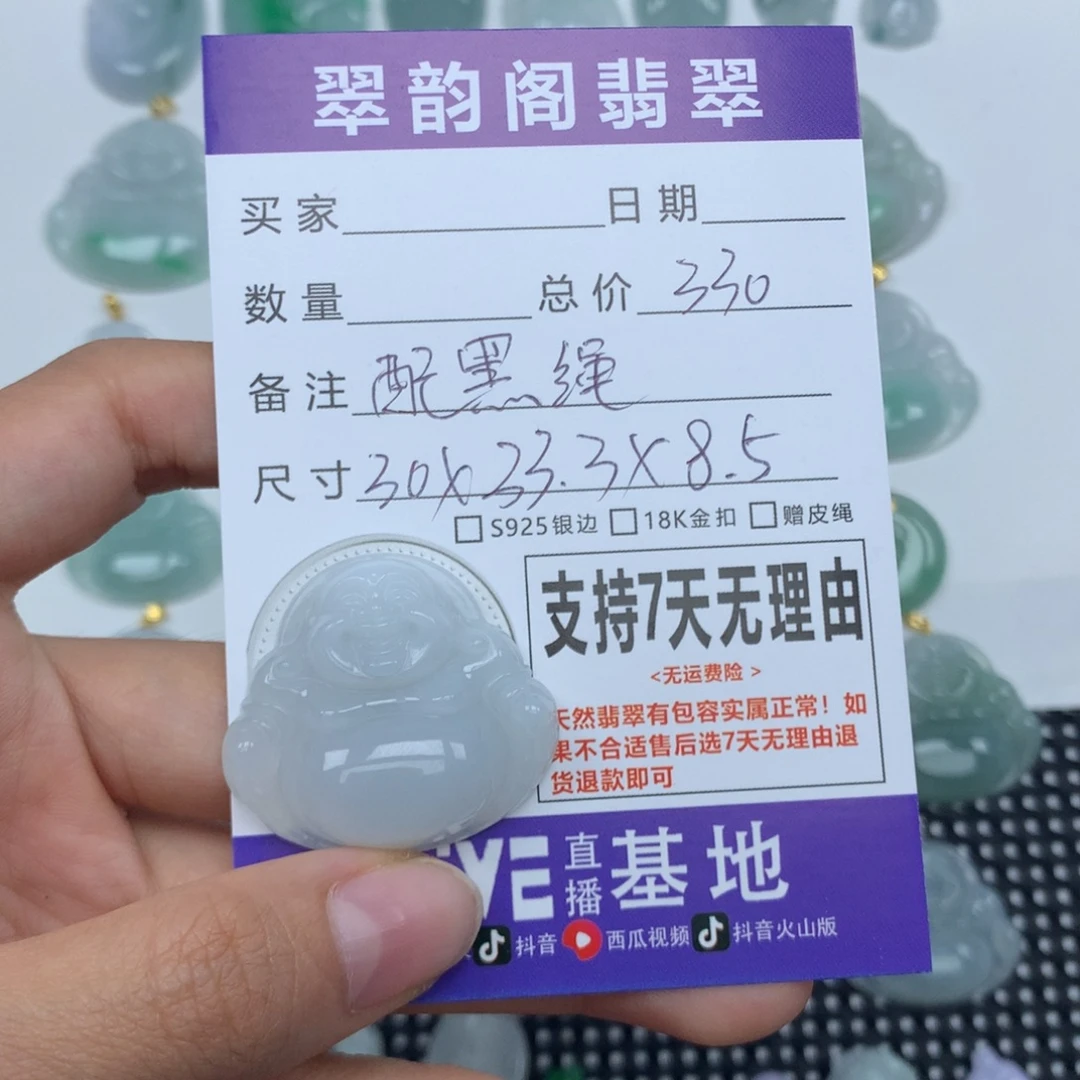 翠韵阁翡翠
买家 日期
数量 总价 330
备注 配黑绳
尺寸 30X23.3X8.5
□S925银边 □18K金扣 □赠皮绳
支持7天无理由
<无运费险>
天然翡翠有包容实属正常！如
果不合适售后选7天无理由退
货退款即可
VE 直播 基地
抖音 西瓜视频 抖音火山版